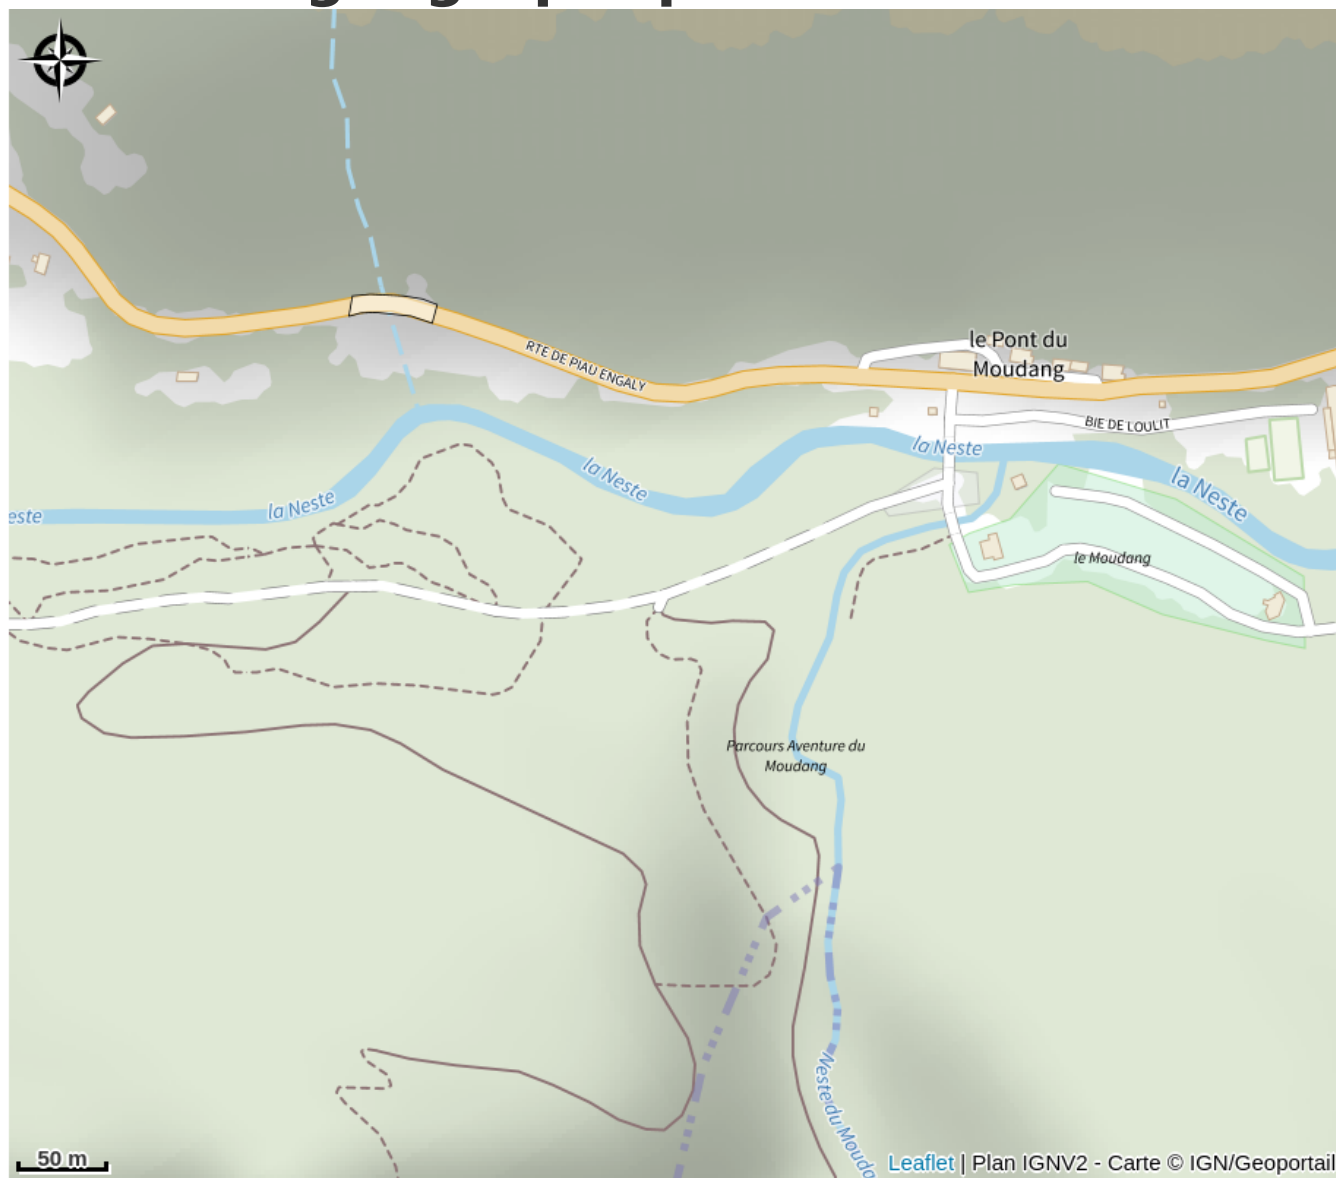 RTE DE PIAU ENGALY
le Pont du
Moudang
BIE DE LOULIT
la Neste
la Neste
la Neste
la Neste
este
le Moudang
Parcours Aventure du
Moudang
Neste du Mouda
50 m
Leaflet | Plan IGNV2 - Carte © IGN/Geoportail